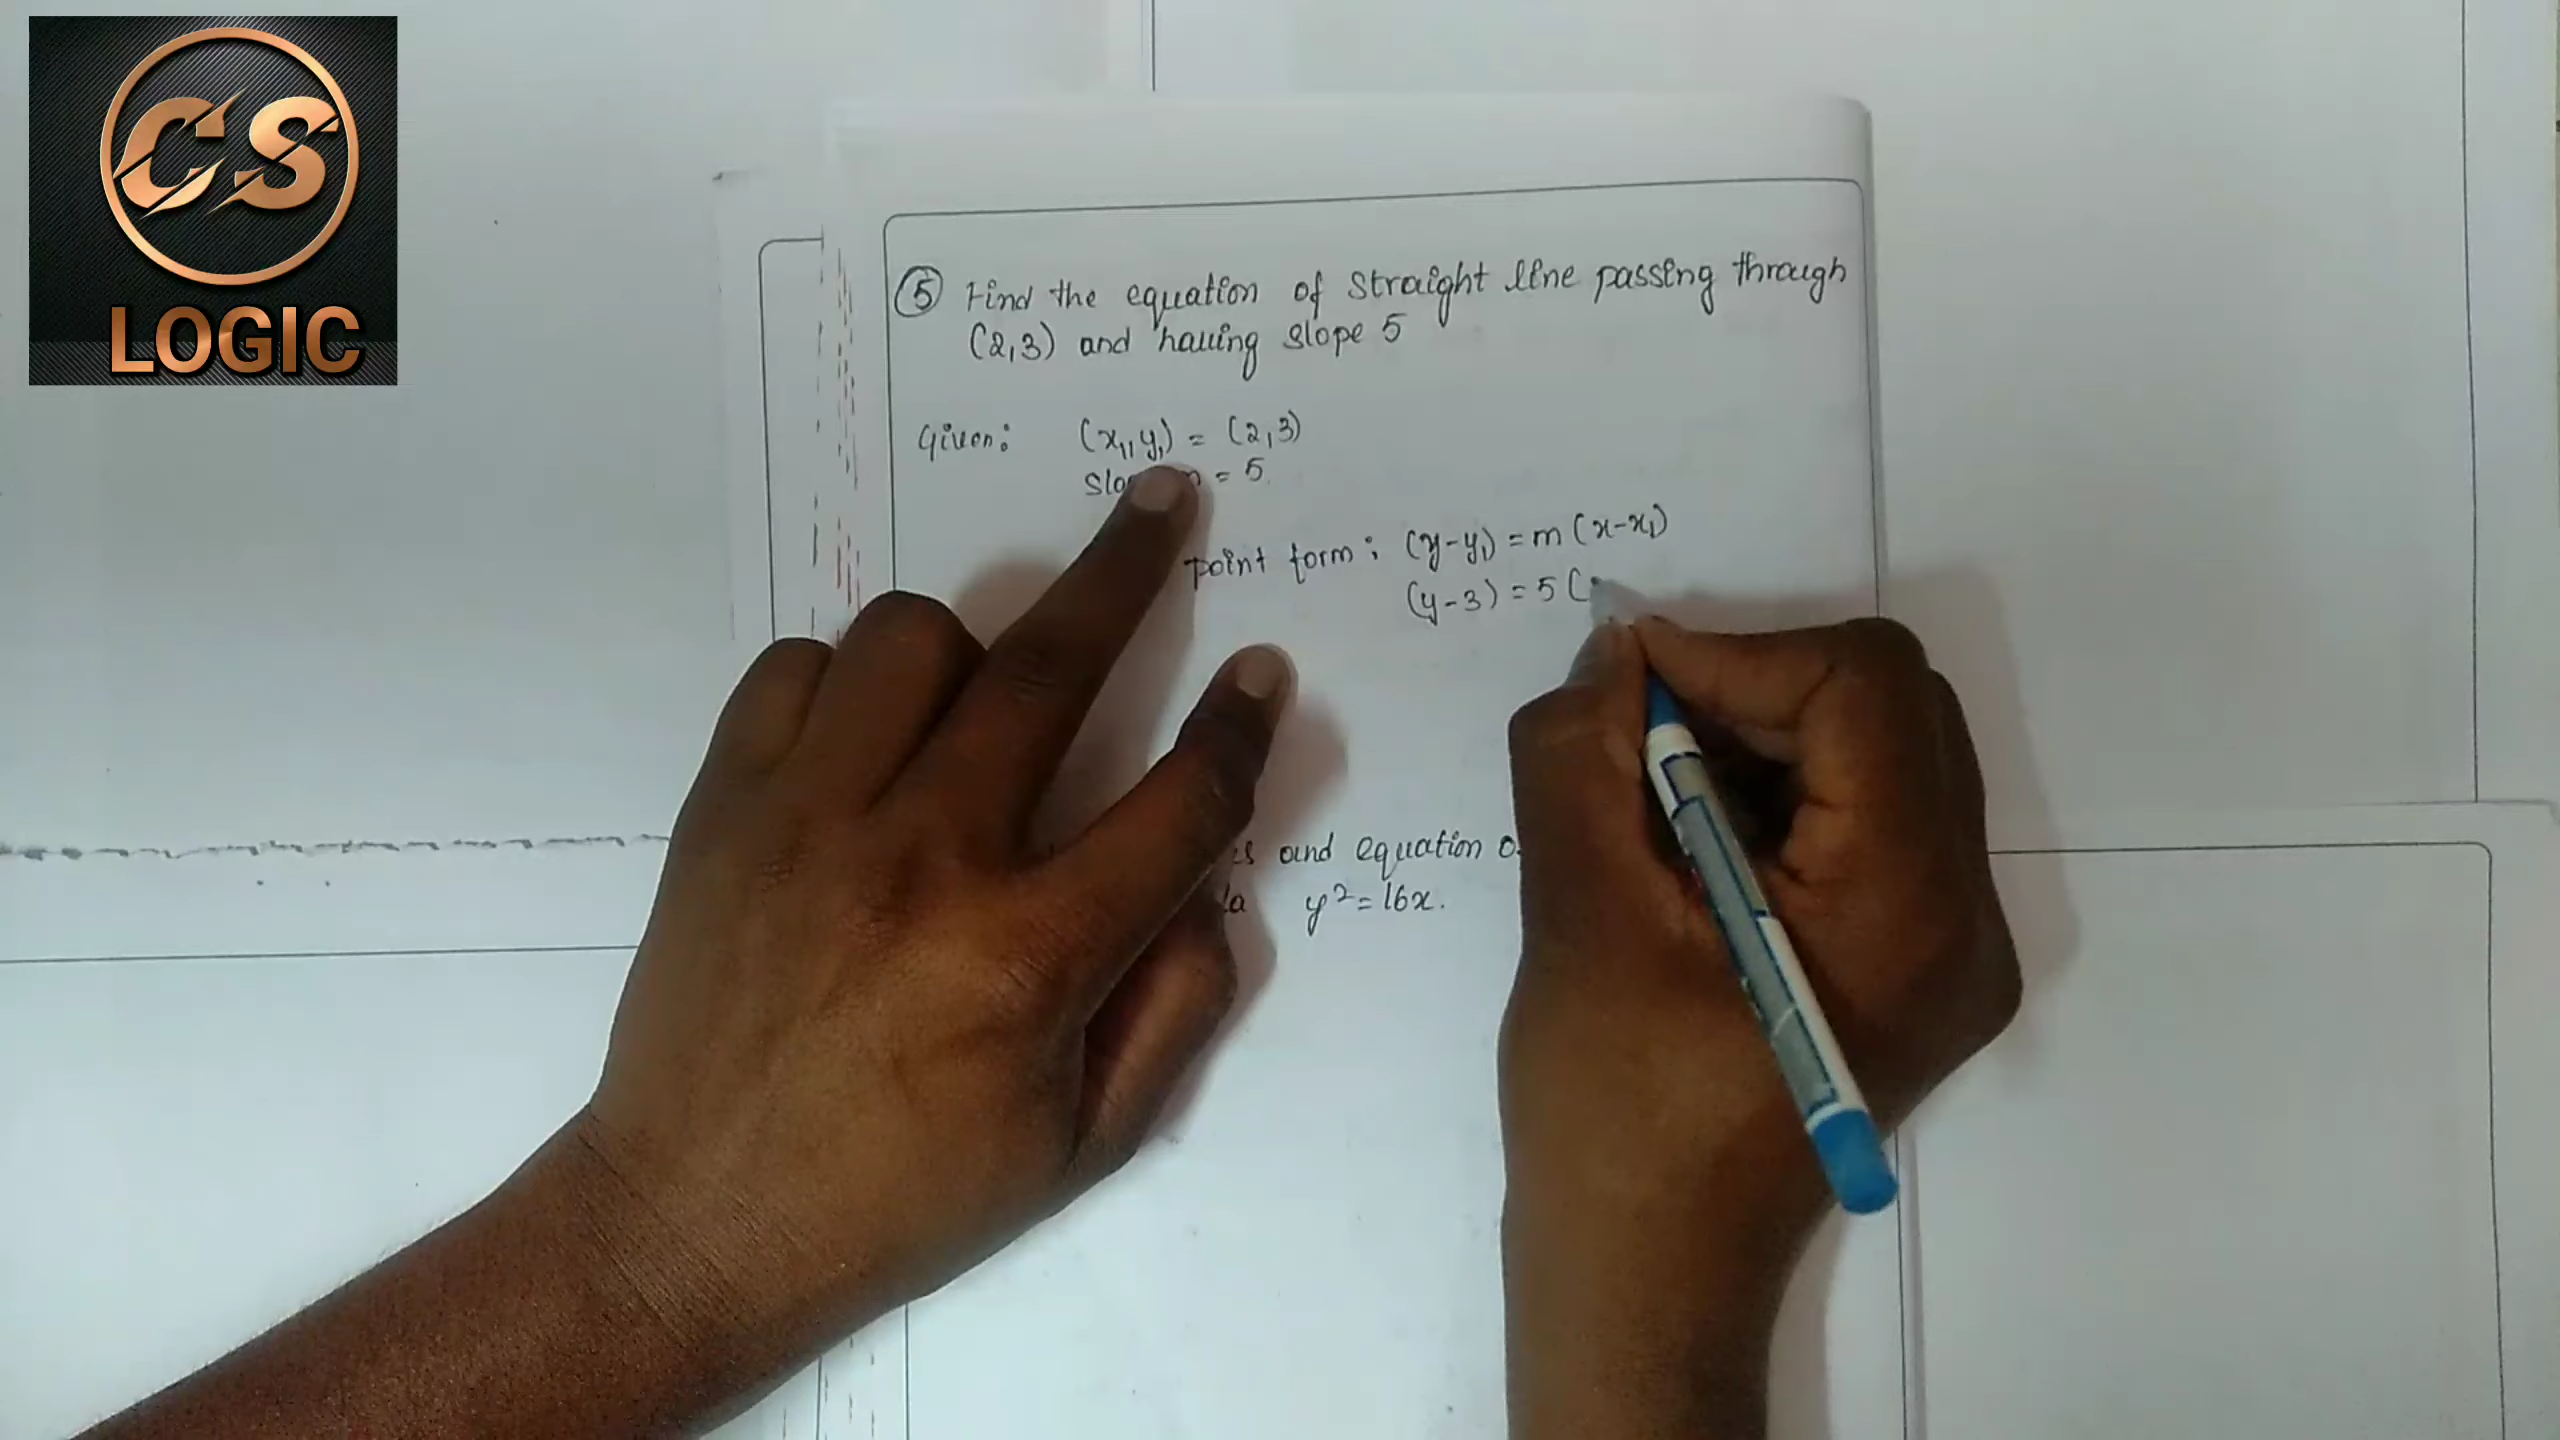 CS
LOGIC
⑤ Find the equation of straight line passing through
(2,3) and having slope 5
Given: (x₁, y₁) = (2,3)
= 5
point form: (y-y₁) = m (x-x₁)
(y-3) = 5 (
and equation
y² = 16x.